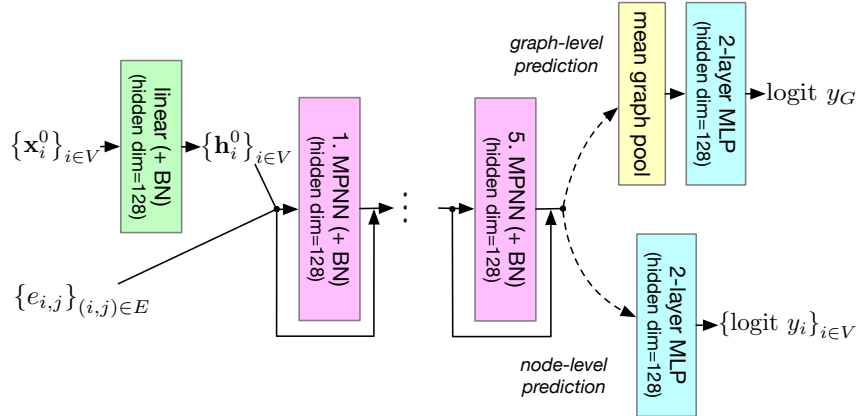 {x_i^0}_{i∈V}
linear (+ BN)
(hidden dim=128)
{h_i^0}_{i∈V}
{e_{i,j}}_{(i,j)∈E}
1. MPNN (+ BN)
(hidden dim=128)
⋮
5. MPNN (+ BN)
(hidden dim=128)
graph-level
prediction
mean graph pool
2-layer MLP
(hidden dim=128)
logit y_G
node-level
prediction
2-layer MLP
(hidden dim=128)
{logit y_i}_{i∈V}